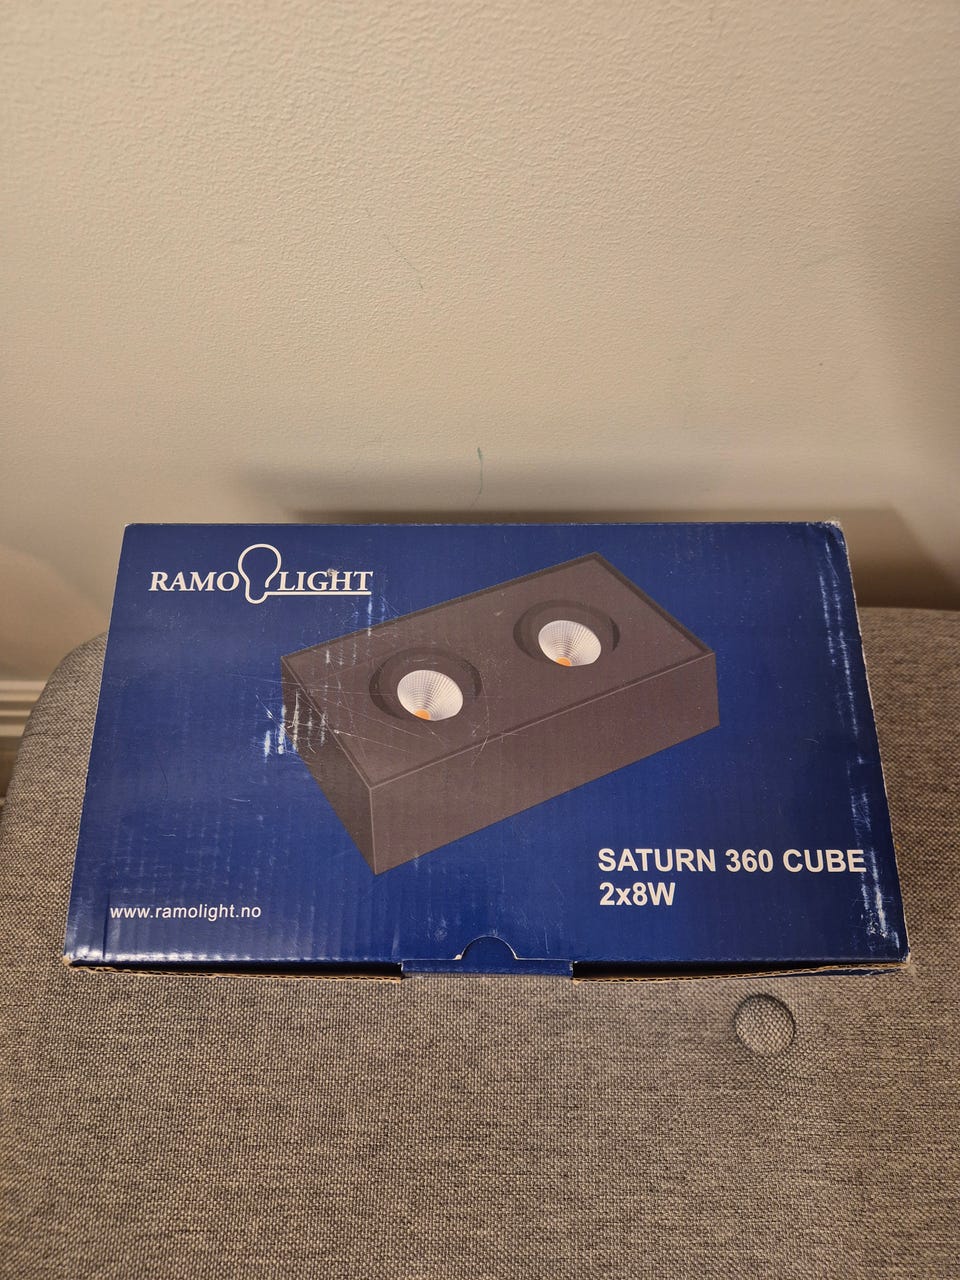 RAMO LIGHT
SATURN 360 CUBE
2x8W
www.ramolight.no